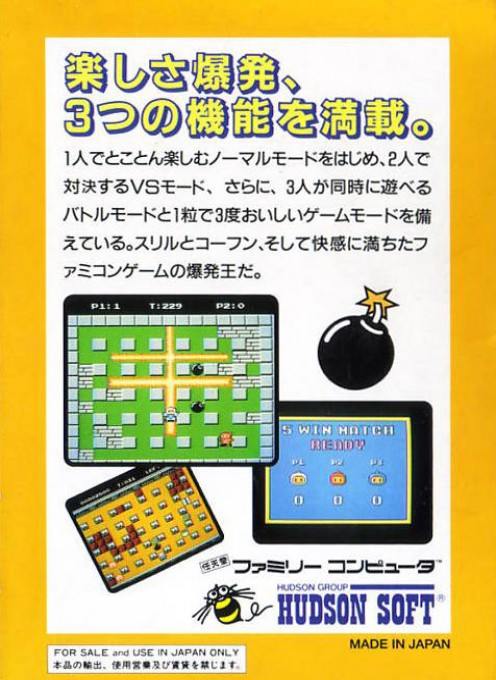 楽しさ爆発、
3つの機能を満載。
1人でとことん楽しむノーマルモードをはじめ、2人で
対決するVSモード、さらに、3人が同時に遊べる
バトルモードと1粒で3度おいしいゲームモードを備
えている。スリルとコーフン、そして快感に満ちたフ
ァミコンゲームの爆発王だ。
P1:1 T:229 P2:0
5 WIN MATCH
READY
P1 P2 P3
0 0 0
任天堂 ファミリー コンピュータ™
HUDSON GROUP
HUDSON SOFT®
MADE IN JAPAN
FOR SALE and USE IN JAPAN ONLY
本品の輸出、使用営業及び賃貸を禁じます。